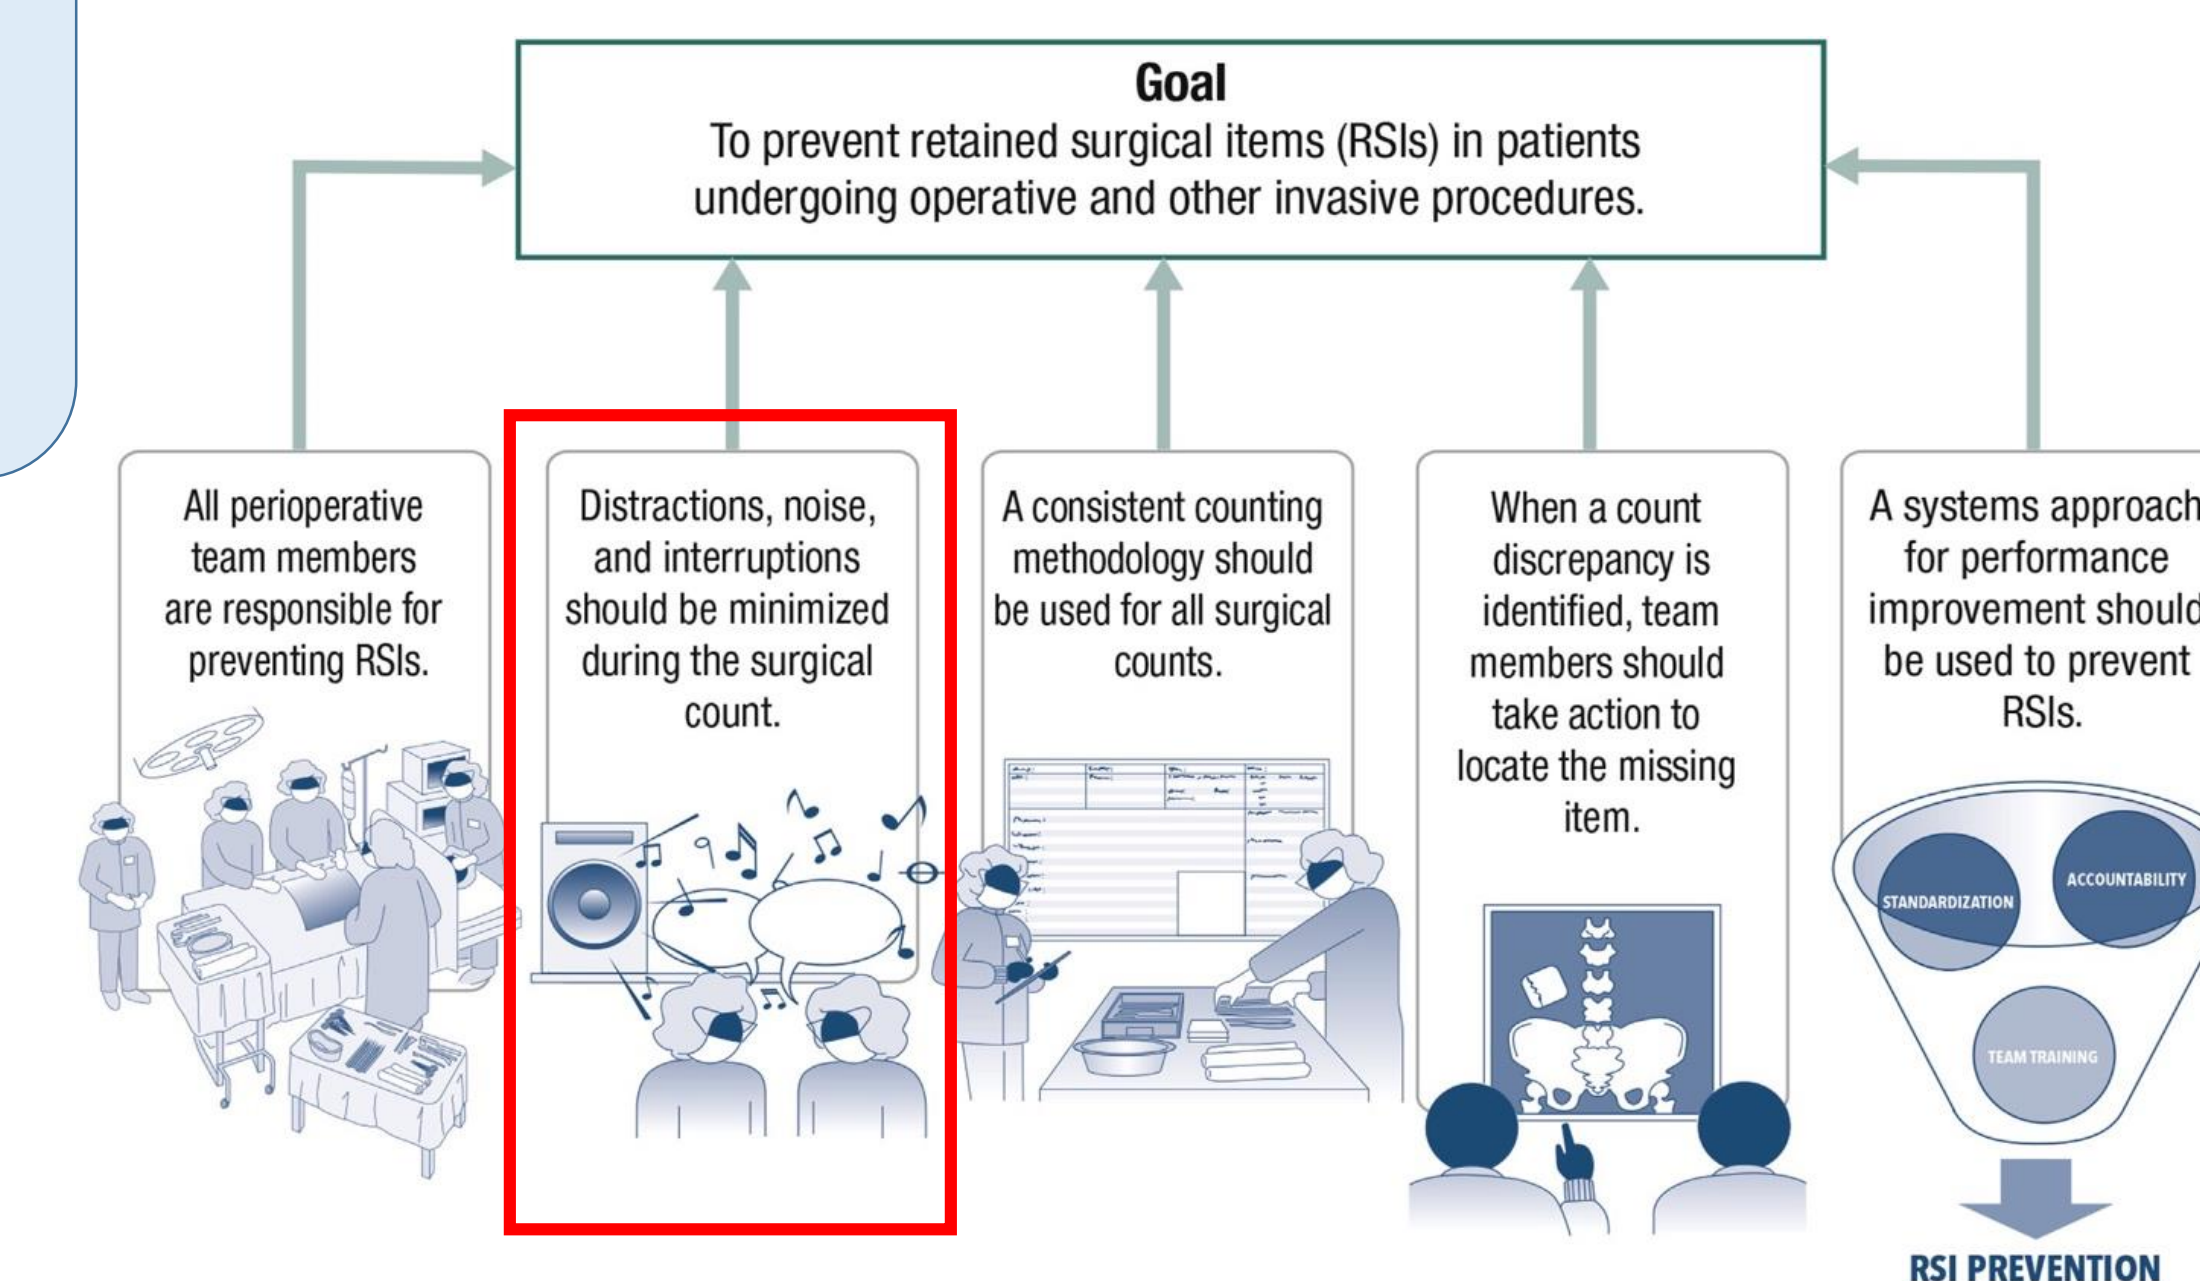 Goal
To prevent retained surgical items (RSIs) in patients
undergoing operative and other invasive procedures.
All perioperative
team members
are responsible for
preventing RSIs.
Distractions, noise,
and interruptions
should be minimized
during the surgical
count.
A consistent counting
methodology should
be used for all surgical
counts.
When a count
discrepancy is
identified, team
members should
take action to
locate the missing
item.
A systems approach
for performance
improvement should
be used to prevent
RSIs.
STANDARDIZATION
ACCOUNTABILITY
TEAM TRAINING
RSI PREVENTION